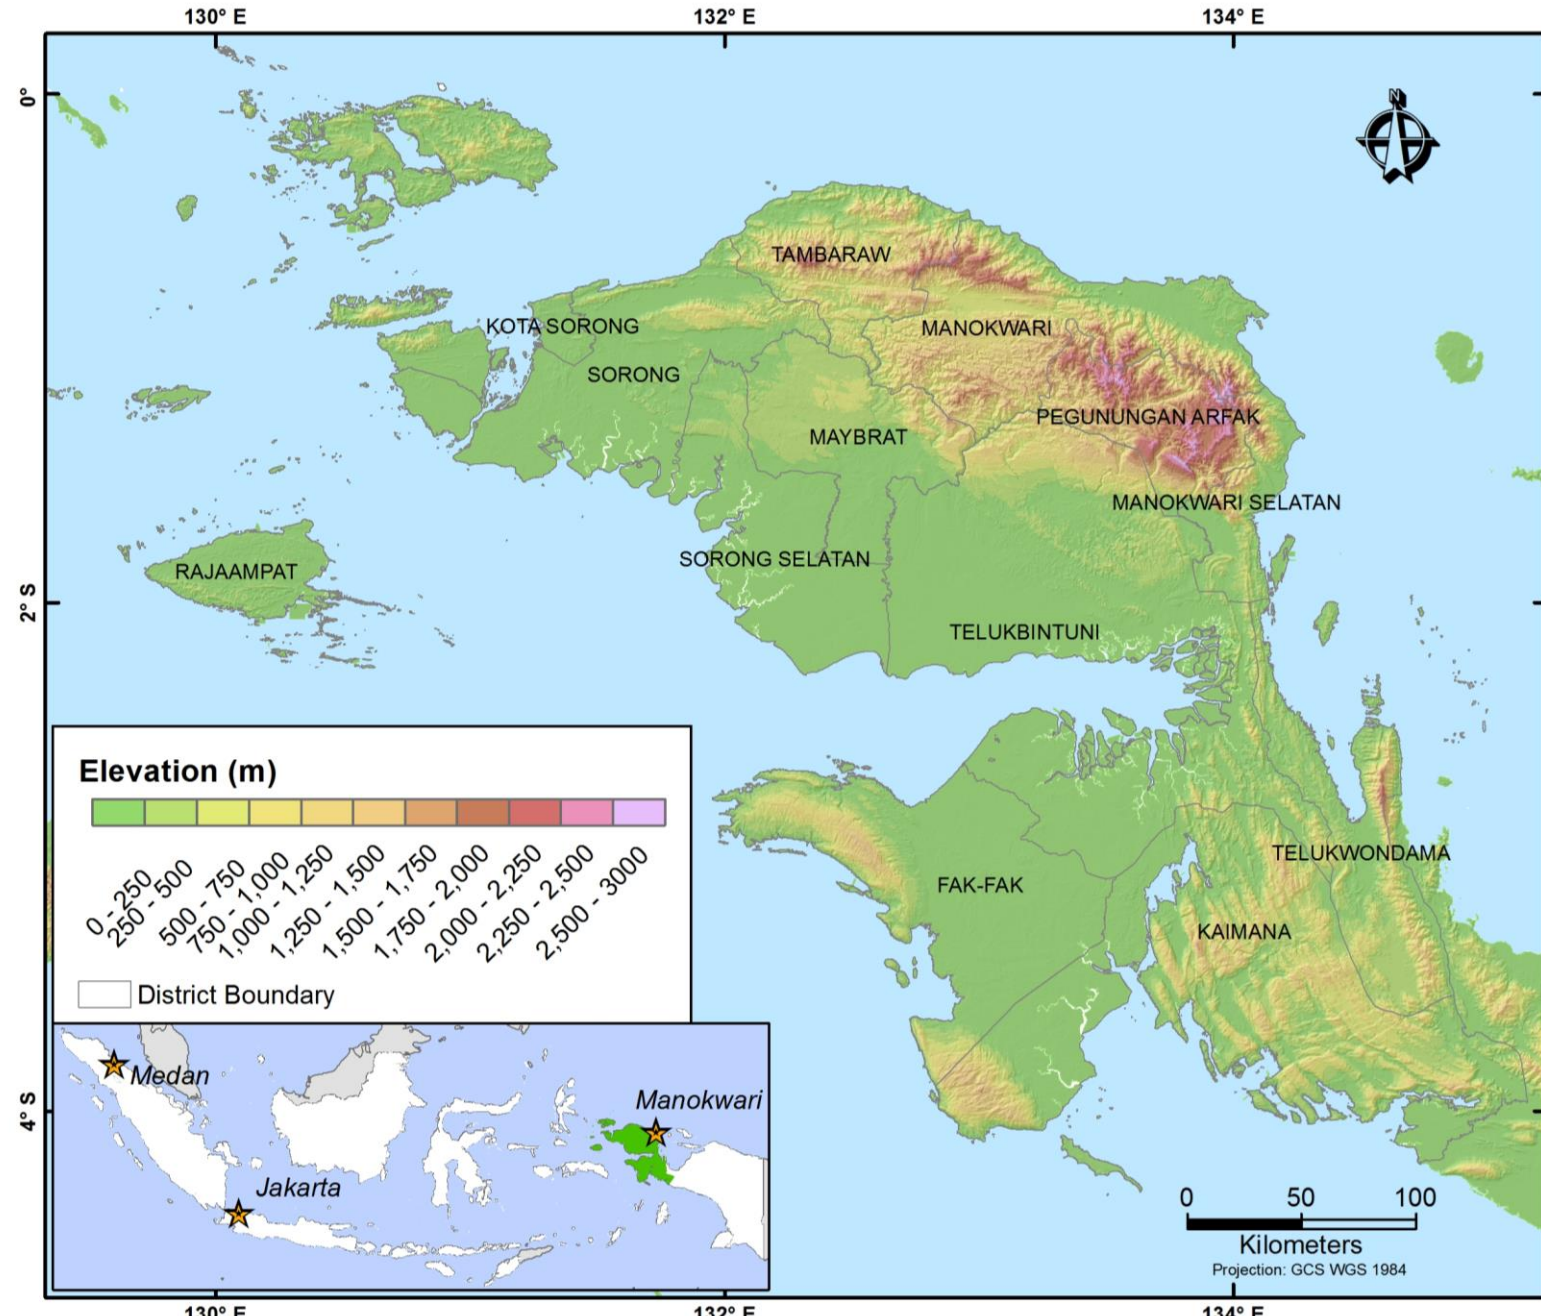 130° E
132° E
134° E
0°
N
TAMBARAW
KOTA SORONG
MANOKWARI
SORONG
PEGUNUNGAN ARFAK
MAYBRAT
MANOKWARI SELATAN
SORONG SELATAN
RAJAAMPAT
2° S
TELUKBINTUNI
Elevation (m)
0 - 250
250 - 500
500 - 750
750 - 1,000
1,000 - 1,250
1,250 - 1,500
1,500 - 1,750
1,750 - 2,000
2,000 - 2,250
2,250 - 2,500
2,500 - 3000
District Boundary
TELUKWONDAMA
FAK-FAK
KAIMANA
Medan
Manokwari
Jakarta
4° S
0 50 100
Kilometers
Projection: GCS WGS 1984
130° E
132° E
134° E